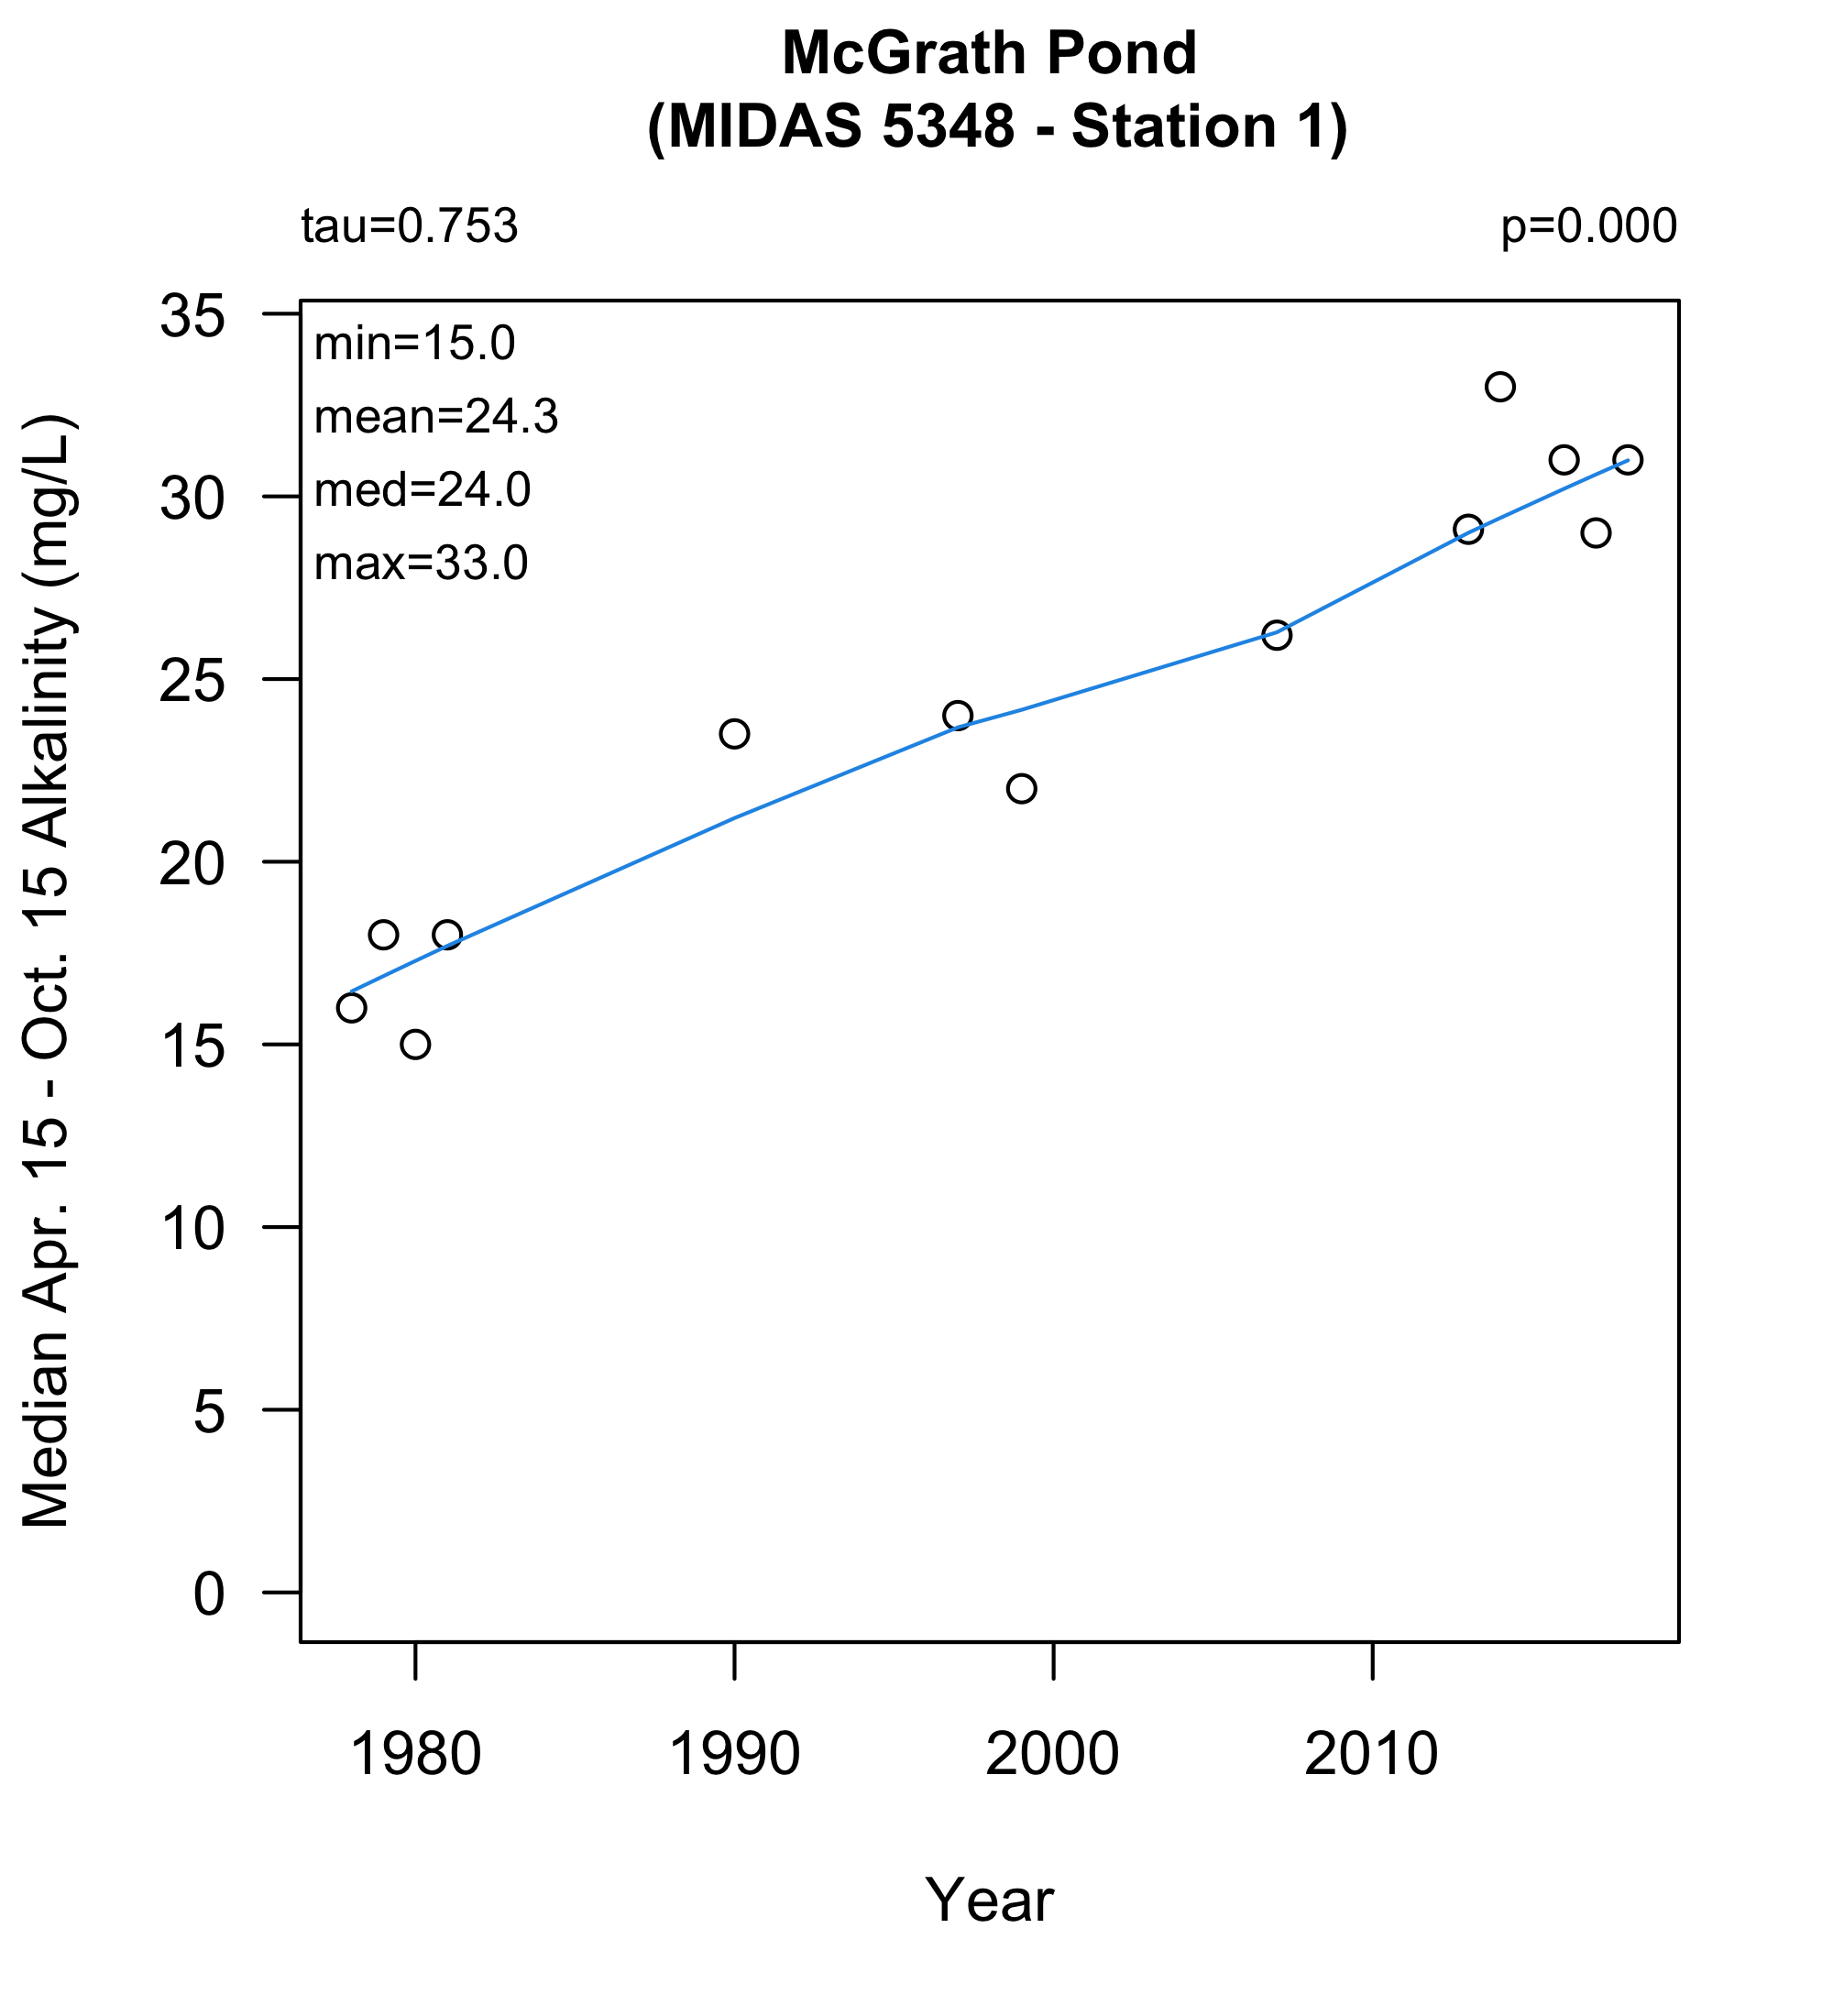 McGrath Pond
(MIDAS 5348 - Station 1)
tau=0.753
p=0.000
min=15.0
mean=24.3
med=24.0
max=33.0
35
30
25
20
15
10
5
0
Median Apr. 15 - Oct. 15 Alkalinity (mg/L)
1980
1990
2000
2010
Year